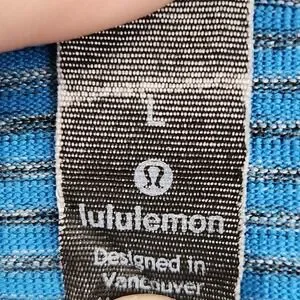 L
lululemon
Designed in
Vancouver